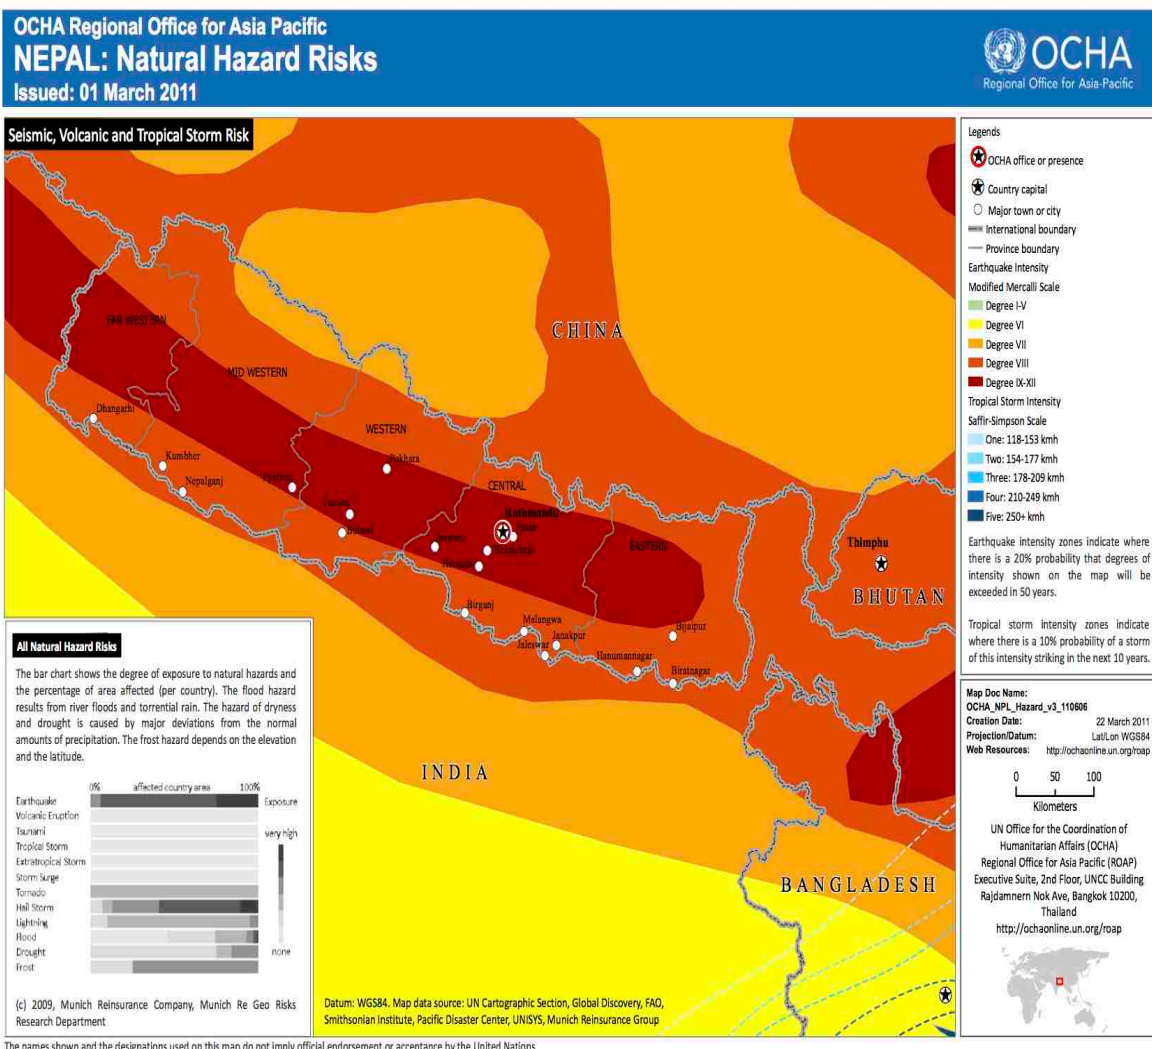 OCHA Regional Office for Asia Pacific
NEPAL: Natural Hazard Risks
Issued: 01 March 2011
OCHA
Regional Office for Asia-Pacific
Seismic, Volcanic and Tropical Storm Risk
CHINA
FAR WESTERN
MID WESTERN
Dhangarhi
WESTERN
Kumbher
Pokhara
Nepalganj
CENTRAL
Kathmandu
Patan
EASTERN
Thimphu
BHUTAN
Birganj
Malangwa
Bijaipur
Janakpur
Jaleswar
Hanumannagar
Biratnagar
INDIA
BANGLADESH
Legends
OCHA office or presence
Country capital
Major town or city
International boundary
Province boundary
Earthquake Intensity
Modified Mercalli Scale
Degree I-V
Degree VI
Degree VII
Degree VIII
Degree IX-XII
Tropical Storm Intensity
Saffir-Simpson Scale
One: 118-153 kmh
Two: 154-177 kmh
Three: 178-209 kmh
Four: 210-249 kmh
Five: 250+ kmh
Earthquake intensity zones indicate where
there is a 20% probability that degrees of
intensity shown on the map will be
exceeded in 50 years.
Tropical storm intensity zones indicate
where there is a 10% probability of a storm
of this intensity striking in the next 10 years.
All Natural Hazard Risks
The bar chart shows the degree of exposure to natural hazards and
the percentage of area affected (per country). The flood hazard
results from river floods and torrential rain. The hazard of dryness
and drought is caused by major deviations from the normal
amounts of precipitation. The frost hazard depends on the elevation
and the latitude.
0% affected country area 100%
Earthquake
Exposure
Volcanic Eruption
Tsunami
very high
Tropical Storm
Extratropical Storm
Storm Surge
Tornado
Hail Storm
Lightning
Flood
Drought
none
Frost
(c) 2009, Munich Reinsurance Company, Munich Re Geo Risks
Research Department
Datum: WGS84. Map data source: UN Cartographic Section, Global Discovery, FAO,
Smithsonian Institute, Pacific Disaster Center, UNISYS, Munich Reinsurance Group
Map Doc Name:
OCHA_NPL_Hazard_v3_110606
Creation Date: 22 March 2011
Projection/Datum: Lat/Lon WGS84
Web Resources: http://ochaonline.un.org/roap
0 50 100
Kilometers
UN Office for the Coordination of
Humanitarian Affairs (OCHA)
Regional Office for Asia Pacific (ROAP)
Executive Suite, 2nd Floor, UNCC Building
Rajdamnern Nok Ave, Bangkok 10200,
Thailand
http://ochaonline.un.org/roap
The names shown and the designations used on this map do not imply official endorsement or acceptance by the United Nations